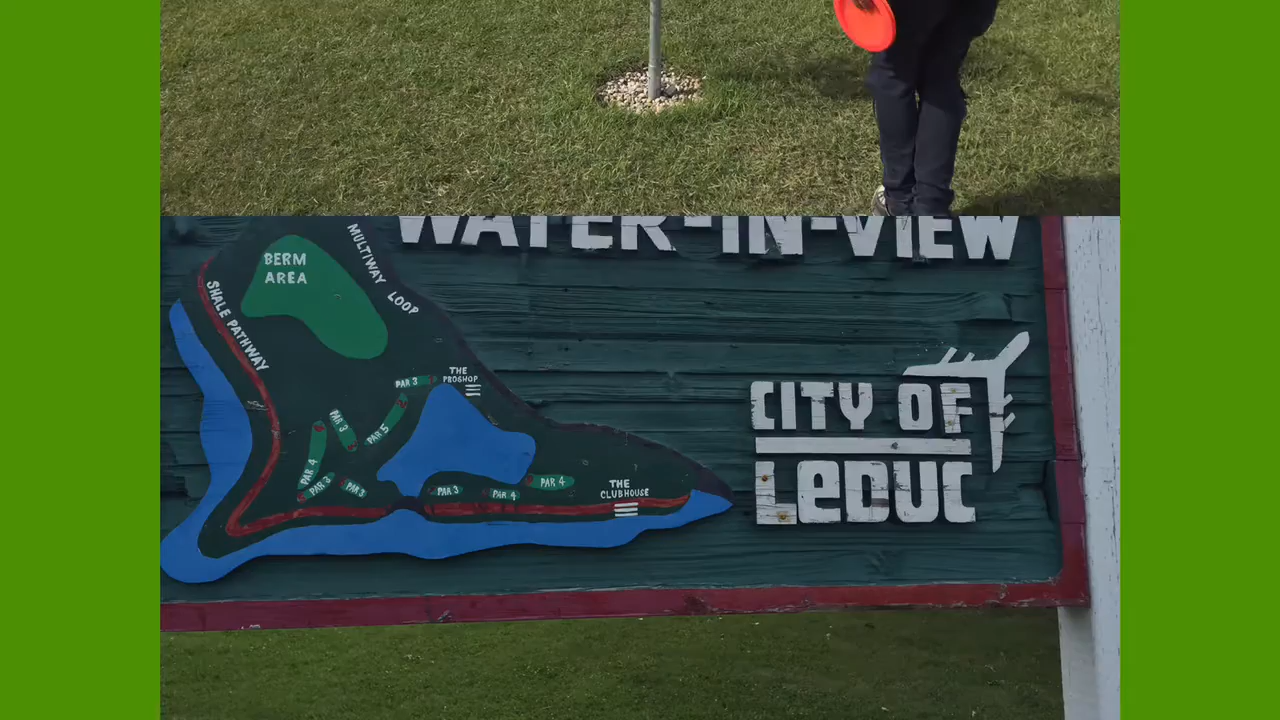 WATER-IN-VIEW
MULTIWAY LOOP
BERM
AREA
SHALE PATHWAY
THE
PROSHOP
PAR 3
PAR 3
PAR 5
PAR 4
PAR 3
PAR 3
PAR 3
PAR 4
PAR 4
THE
CLUBHOUSE
CITY OF
LEDUC